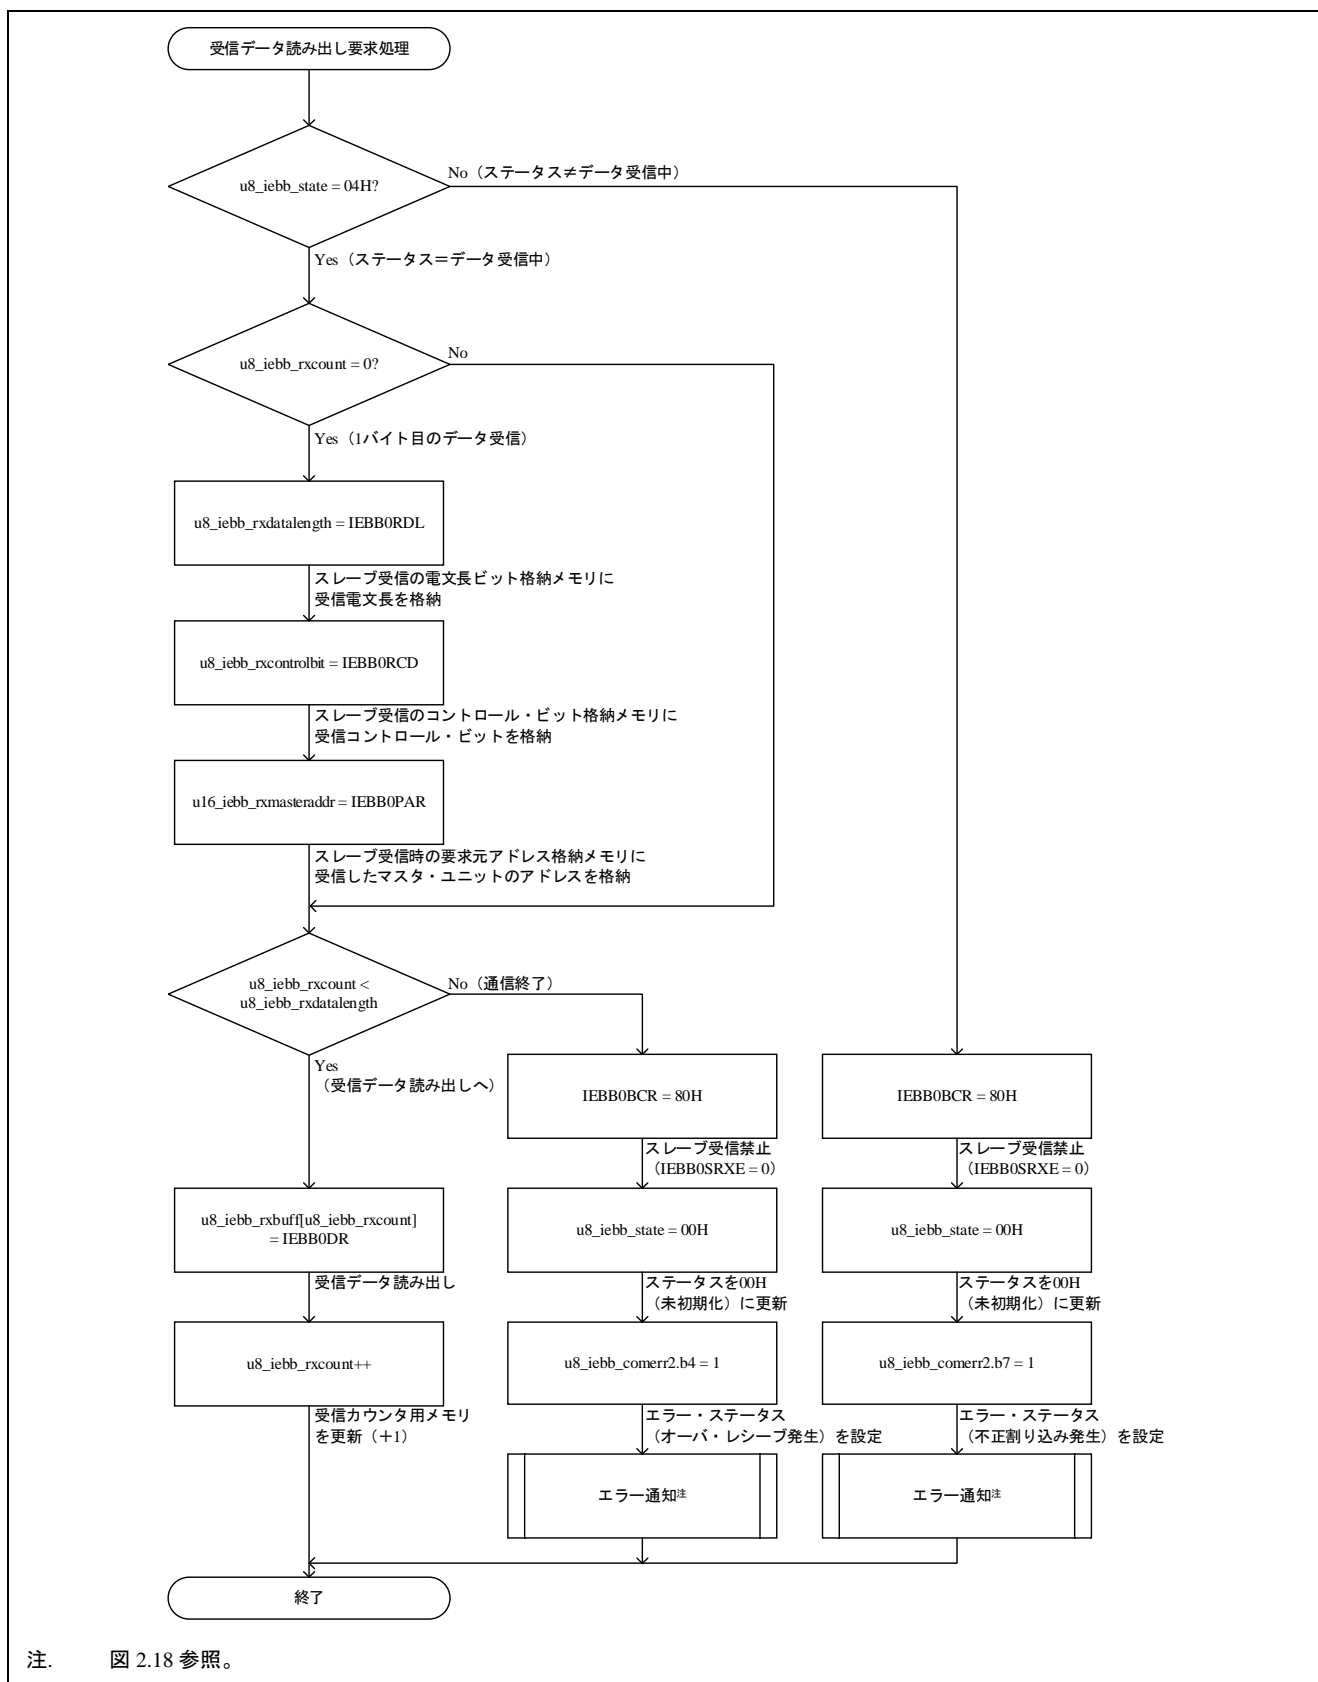 受信データ読み出し要求処理
u8_iebb_state = 04H?
No（ステータス≠データ受信中）
Yes（ステータス＝データ受信中）
u8_iebb_rxcount = 0?
No
Yes（1バイト目のデータ受信）
u8_iebb_rxdatalength = IEBB0RDL
スレーブ受信の電文長ビット格納メモリに
受信電文長を格納
u8_iebb_rxcontrolbit = IEBB0RCD
スレーブ受信のコントロール・ビット格納メモリに
受信コントロール・ビットを格納
u16_iebb_rxmasteraddr = IEBB0PAR
スレーブ受信時の要求元アドレス格納メモリに
受信したマスタ・ユニットのアドレスを格納
u8_iebb_rxcount <
u8_iebb_rxdatalength
No（通信終了）
Yes
（受信データ読み出しへ）
u8_iebb_rxbuff[u8_iebb_rxcount]
= IEBB0DR
受信データ読み出し
u8_iebb_rxcount++
受信カウンタ用メモリ
を更新（＋1）
IEBB0BCR = 80H
スレーブ受信禁止
（IEBB0SRXE = 0）
u8_iebb_state = 00H
ステータスを00H
（未初期化）に更新
u8_iebb_comerr2.b4 = 1
エラー・ステータス
（オーバ・レシーブ発生）を設定
エラー通知注
IEBB0BCR = 80H
スレーブ受信禁止
（IEBB0SRXE = 0）
u8_iebb_state = 00H
ステータスを00H
（未初期化）に更新
u8_iebb_comerr2.b7 = 1
エラー・ステータス
（不正割り込み発生）を設定
エラー通知注
終了
注. 図 2.18 参照。